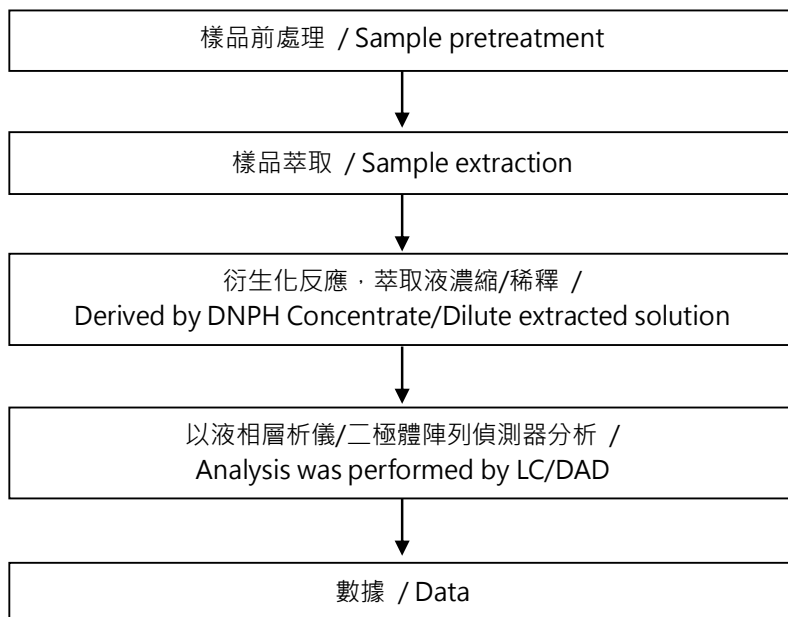 樣品前處理 / Sample pretreatment
樣品萃取 / Sample extraction
衍生化反應，萃取液濃縮/稀釋 /
Derived by DNPH Concentrate/Dilute extracted solution
以液相層析儀/二極體陣列偵測器分析 /
Analysis was performed by LC/DAD
數據 / Data